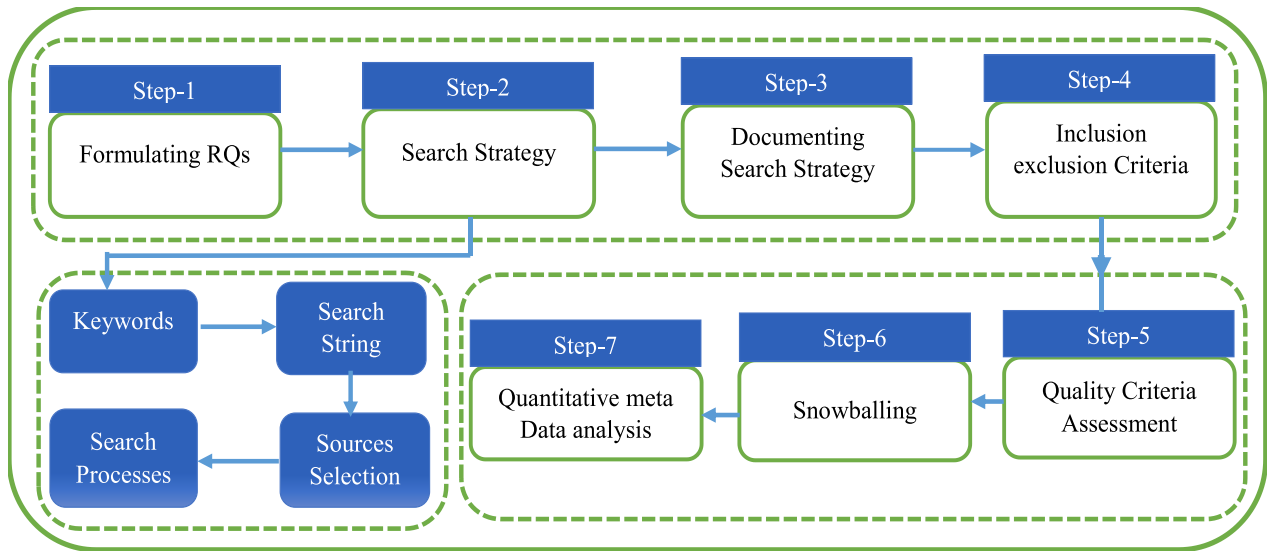 Step-1
Formulating RQs
Step-2
Search Strategy
Step-3
Documenting
Search Strategy
Step-4
Inclusion
exclusion Criteria
Keywords
Search
String
Sources
Selection
Search
Processes
Step-5
Quality Criteria
Assessment
Step-6
Snowballing
Step-7
Quantitative meta
Data analysis